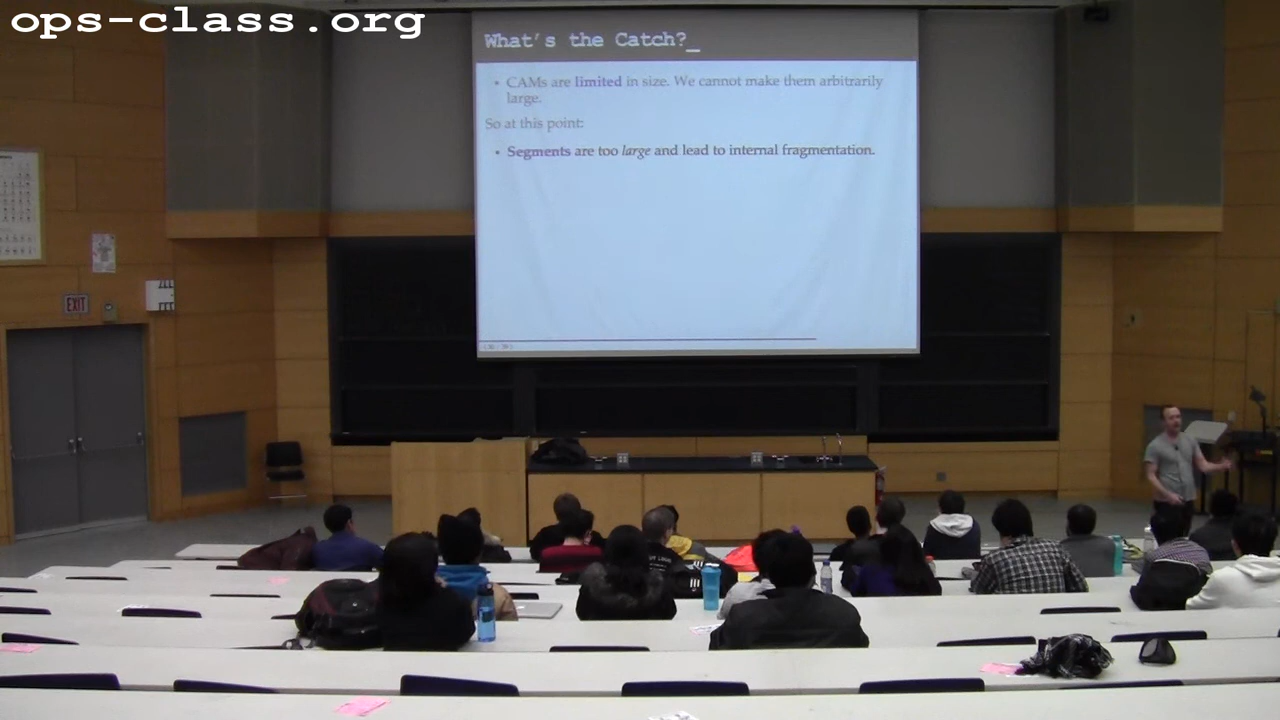 ops-class.org
What's the Catch?_
• CAMs are limited in size. We cannot make them arbitrarily
large.
So at this point:
• Segments are too large and lead to internal fragmentation.
EXIT